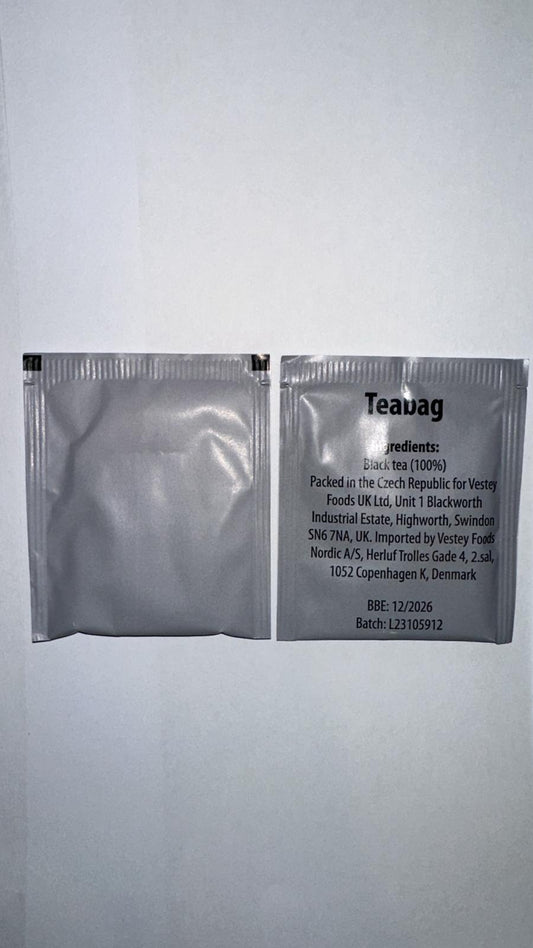 Teabag
Ingredients:
Black tea (100%)
Packed in the Czech Republic for Vestey
Foods UK Ltd, Unit 1 Blackworth
Industrial Estate, Highworth, Swindon
SN6 7NA, UK. Imported by Vestey Foods
Nordic A/S, Herluf Trolles Gade 4, 2.sal,
1052 Copenhagen K, Denmark
BBE: 12/2026
Batch: L23105912